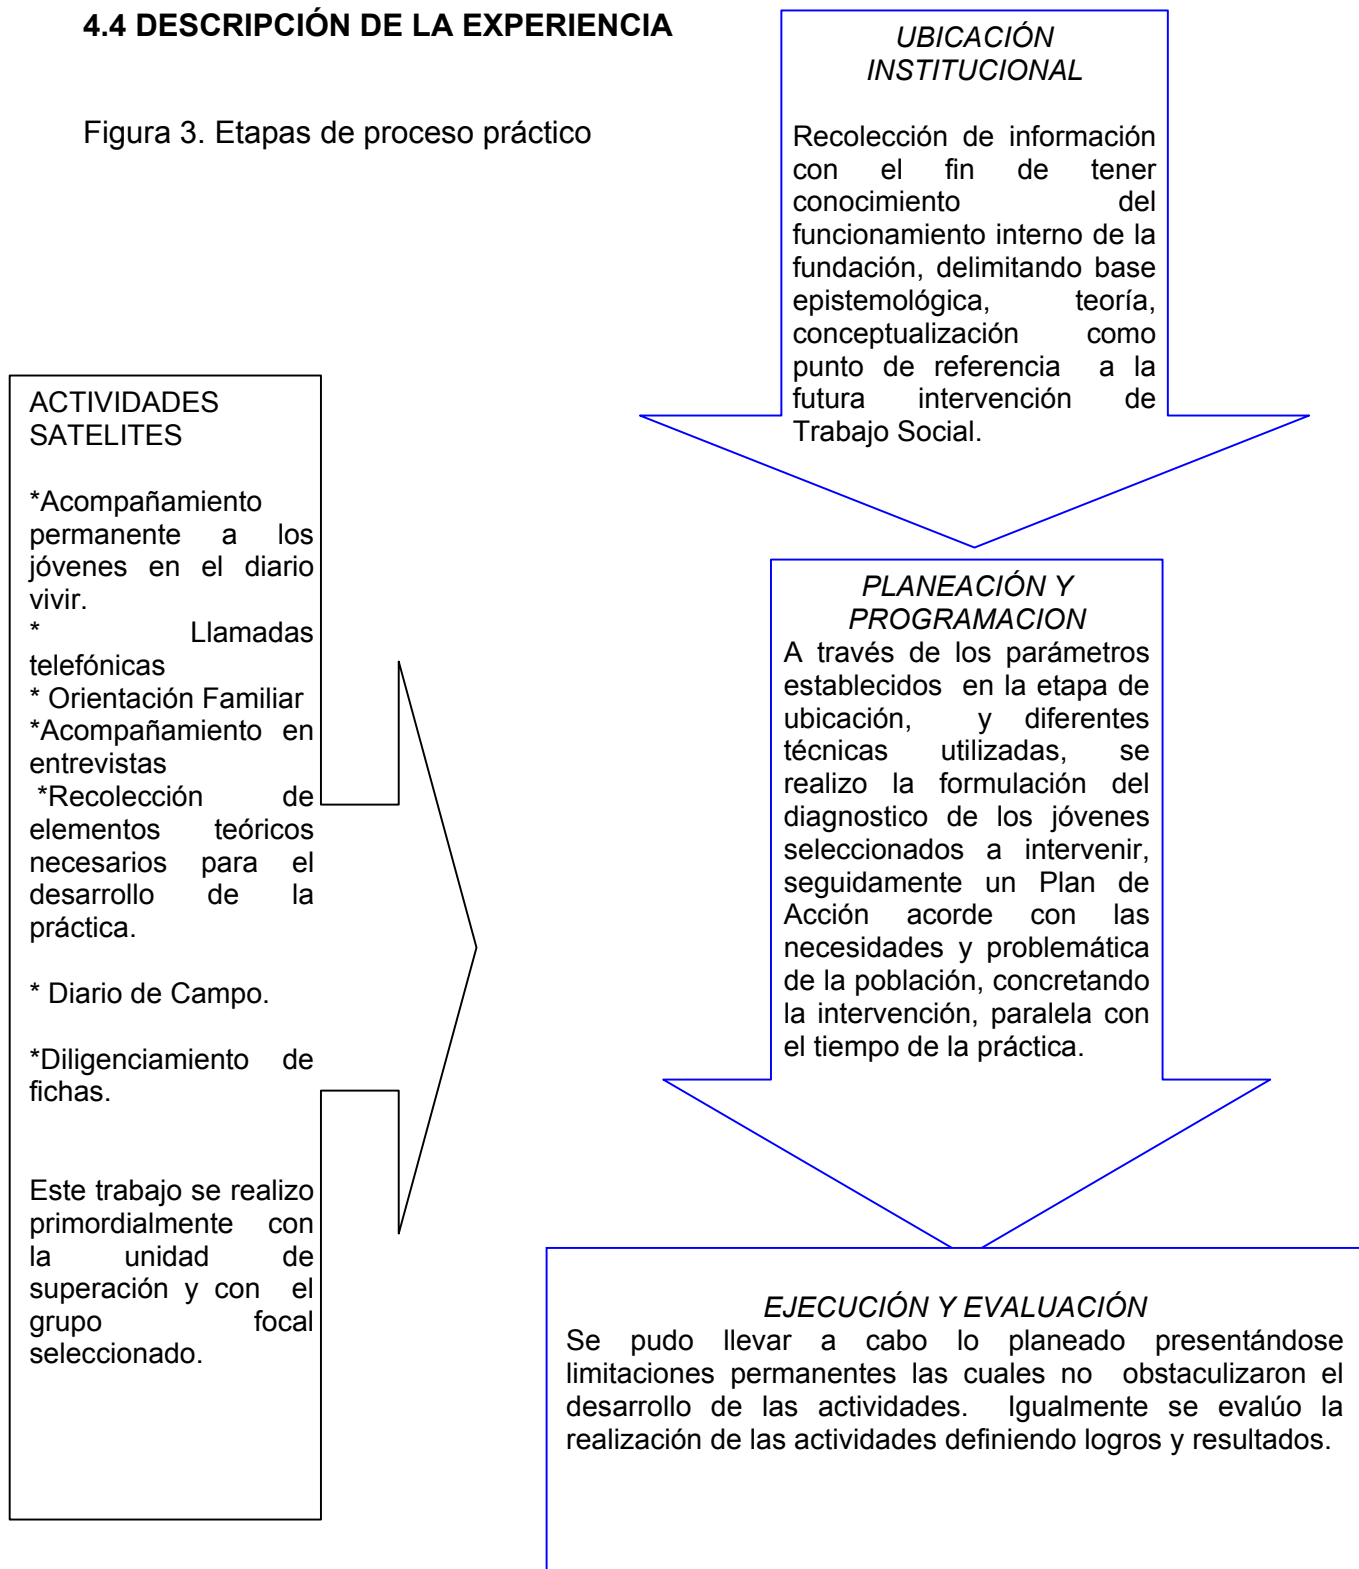 4.4 DESCRIPCIÓN DE LA EXPERIENCIA
Figura 3. Etapas de proceso práctico
UBICACIÓN
INSTITUCIONAL
Recolección de información
con el fin de tener
conocimiento del
funcionamiento interno de la
fundación, delimitando base
epistemológica, teoría,
conceptualización como
punto de referencia a la
futura intervención de
Trabajo Social.
ACTIVIDADES
SATELITES
*Acompañamiento
permanente a los
jóvenes en el diario
vivir.
* Llamadas
telefónicas
* Orientación Familiar
*Acompañamiento en
entrevistas
*Recolección de
elementos teóricos
necesarios para el
desarrollo de la
práctica.
* Diario de Campo.
*Diligenciamiento de
fichas.
Este trabajo se realizo
primordialmente con
la unidad de
superación y con el
grupo focal
seleccionado.
PLANEACIÓN Y
PROGRAMACION
A través de los parámetros
establecidos en la etapa de
ubicación, y diferentes
técnicas utilizadas, se
realizo la formulación del
diagnostico de los jóvenes
seleccionados a intervenir,
seguidamente un Plan de
Acción acorde con las
necesidades y problemática
de la población, concretando
la intervención, paralela con
el tiempo de la práctica.
EJECUCIÓN Y EVALUACIÓN
Se pudo llevar a cabo lo planeado presentándose
limitaciones permanentes las cuales no obstaculizaron el
desarrollo de las actividades. Igualmente se evalúo la
realización de las actividades definiendo logros y resultados.